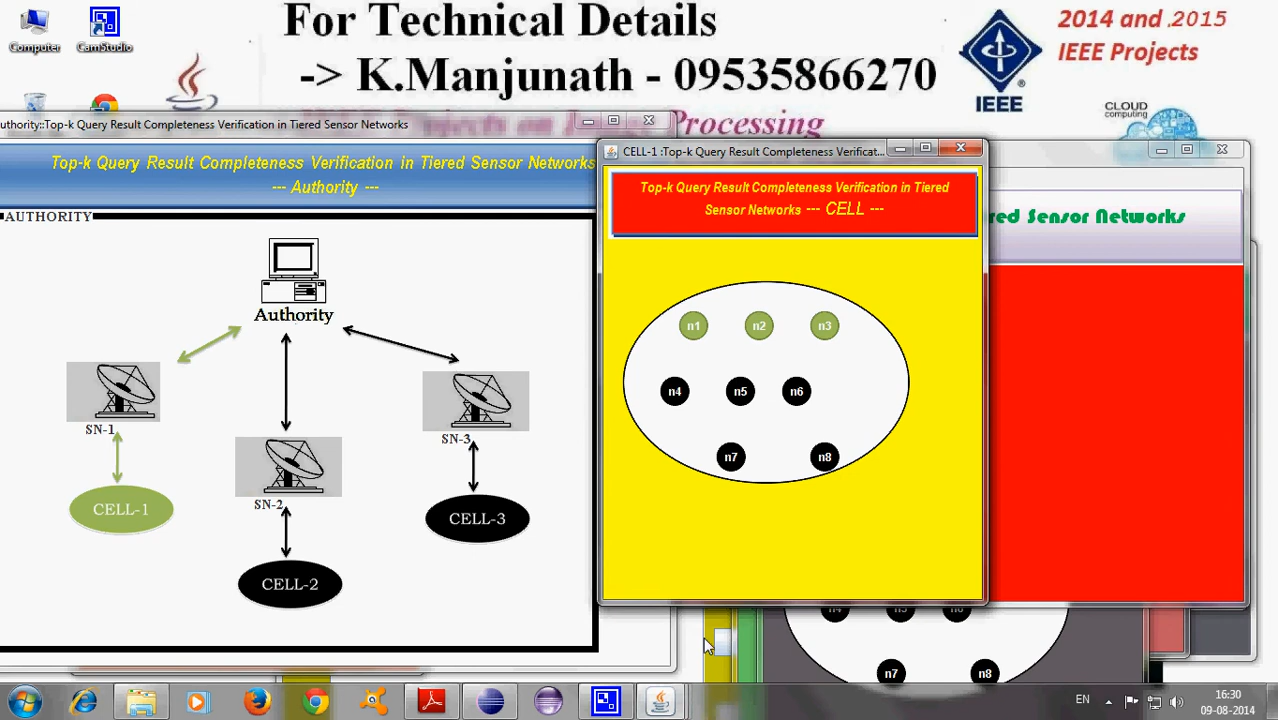 For Technical Details
-> K.Manjunath - 09535866270
2014 and .2015
IEEE Projects
IEEE
CLOUD
computing
Computer
CamStudio
Processing
uthority::Top-k Query Result Completeness Verification in Tiered Sensor Networks
Top-k Query Result Completeness Verification in Tiered Sensor Networks
--- Authority ---
AUTHORITY
Authority
SN-1
SN-2
SN-3
CELL-1
CELL-2
CELL-3
CELL-1 :Top-k Query Result Completeness Verificat...
Top-k Query Result Completeness Verification in Tiered
Sensor Networks --- CELL ---
n1 n2 n3
n4 n5 n6
n7 n8
red Sensor Networks
n4 n5 n6
n7 n8
EN
16:30
09-08-2014